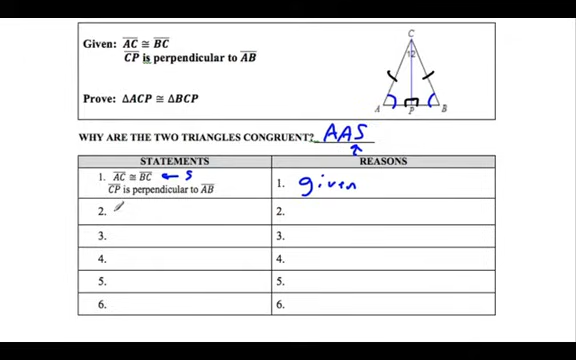 Given: AC ≅ BC
CP is perpendicular to AB
Prove: ΔACP ≅ ΔBCP
C
12
A
P
B
WHY ARE THE TWO TRIANGLES CONGRUENT? AAS
STATEMENTS REASONS
1. AC ≅ BC ← S
CP is perpendicular to AB
1. given
2. 2.
3. 3.
4. 4.
5. 5.
6. 6.